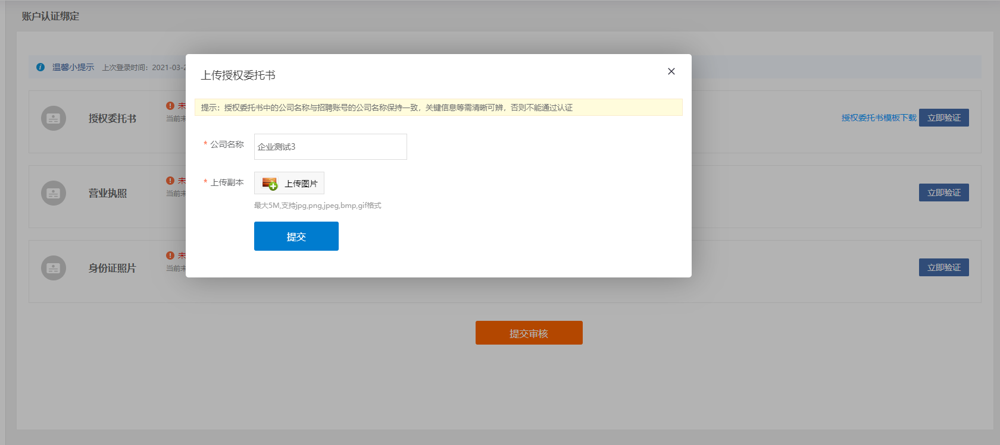 账户认证绑定
温馨小提示 上次登录时间：2021-03-2
上传授权委托书
提示：授权委托书中的公司名称与招聘账号的公司名称保持一致，关键信息等需清晰可辨，否则不能通过认证
* 公司名称 企业测试3
* 上传副本 上传图片
最大5M,支持jpg,png,jpeg,bmp,gif格式
提交
授权委托书 未
当前未
授权委托书模板下载 立即验证
营业执照 未
当前未
立即验证
身份证照片 未
当前未
立即验证
提交审核